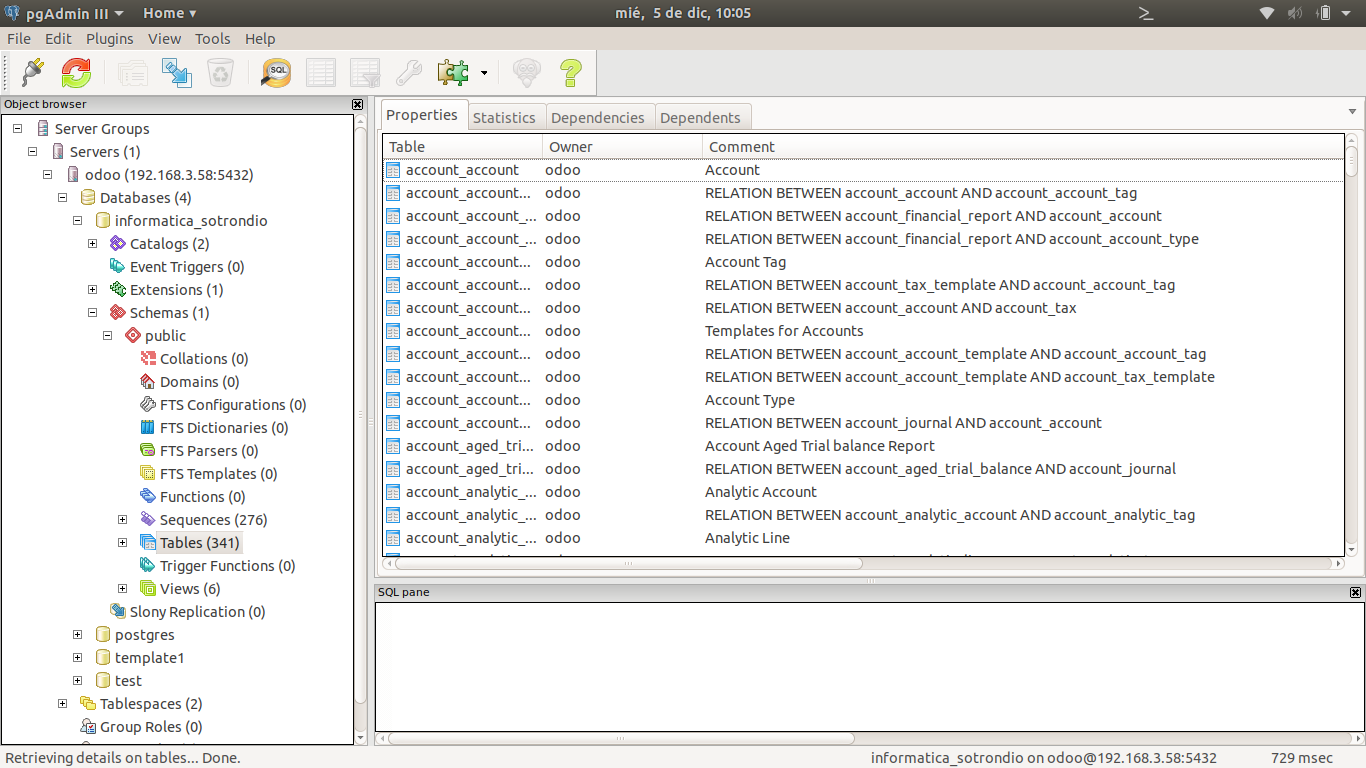 pgAdmin III Home mié, 5 de dic, 10:05
File Edit Plugins View Tools Help
SQL
Object browser
Server Groups
Servers (1)
odoo (192.168.3.58:5432)
Databases (4)
informatica_sotrondio
Catalogs (2)
Event Triggers (0)
Extensions (1)
Schemas (1)
public
Collations (0)
Domains (0)
FTS Configurations (0)
FTS Dictionaries (0)
FTS Parsers (0)
FTS Templates (0)
Functions (0)
Sequences (276)
Tables (341)
Trigger Functions (0)
Views (6)
Slony Replication (0)
postgres
template1
test
Tablespaces (2)
Group Roles (0)
Properties Statistics Dependencies Dependents
Table Owner Comment
account_account odoo Account
account_account... odoo RELATION BETWEEN account_account AND account_account_tag
account_account_... odoo RELATION BETWEEN account_financial_report AND account_account
account_account_... odoo RELATION BETWEEN account_financial_report AND account_account_type
account_account... odoo Account Tag
account_account... odoo RELATION BETWEEN account_tax_template AND account_account_tag
account_account... odoo RELATION BETWEEN account_account AND account_tax
account_account... odoo Templates for Accounts
account_account... odoo RELATION BETWEEN account_account_template AND account_account_tag
account_account... odoo RELATION BETWEEN account_account_template AND account_tax_template
account_account... odoo Account Type
account_account... odoo RELATION BETWEEN account_journal AND account_account
account_aged_tri... odoo Account Aged Trial balance Report
account_aged_tri... odoo RELATION BETWEEN account_aged_trial_balance AND account_journal
account_analytic_... odoo Analytic Account
account_analytic_... odoo RELATION BETWEEN account_analytic_account AND account_analytic_tag
account_analytic_... odoo Analytic Line
SQL pane
Retrieving details on tables... Done. informatica_sotrondio on odoo@192.168.3.58:5432 729 msec